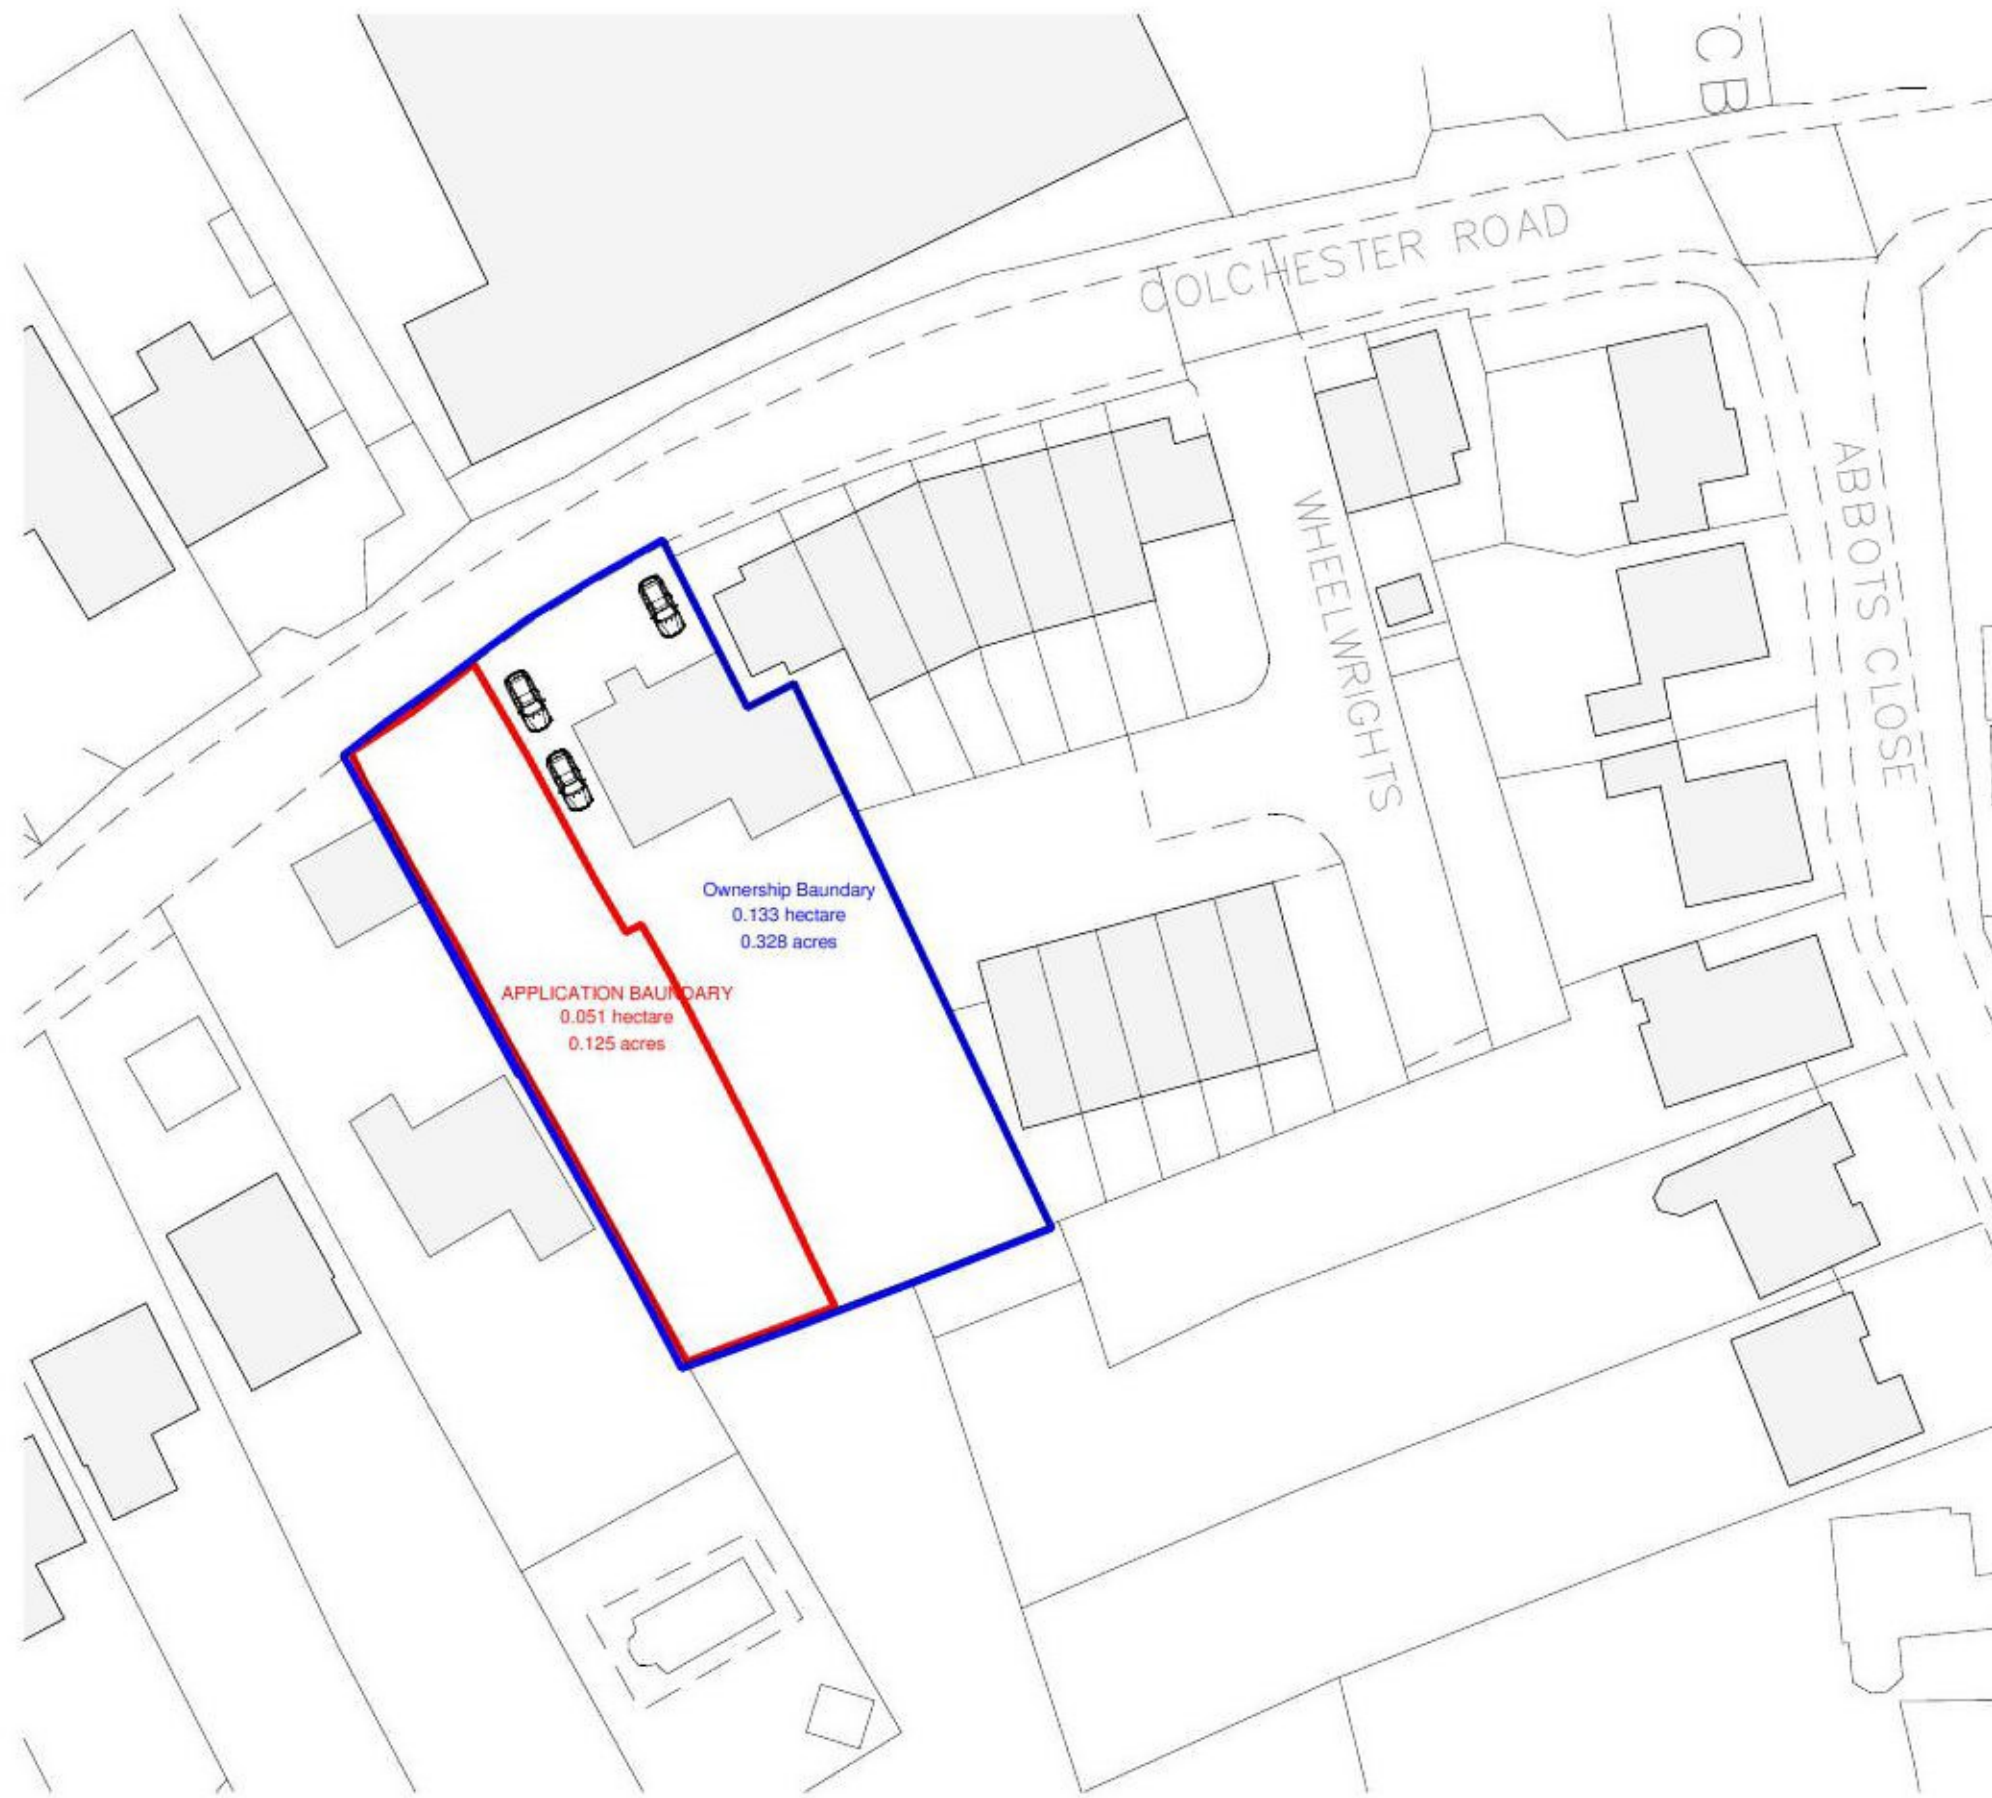 CB
COLCHESTER ROAD
WHEELWRIGHTS
ABBOTS CLOSE
Ownership Baundary
0.133 hectare
0.328 acres
APPLICATION BAUNDARY
0.051 hectare
0.125 acres